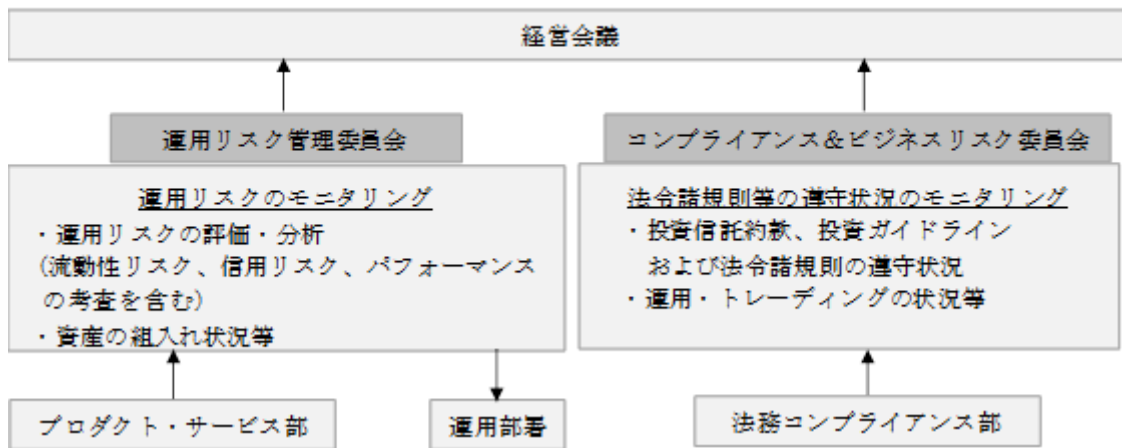 経営会議
運用リスク管理委員会
運用リスクのモニタリング
・運用リスクの評価・分析
(流動性リスク、信用リスク、パフォーマンス
の考査を含む)
・資産の組入れ状況等
プロダクト・サービス部
運用部署
コンプライアンス＆ビジネスリスク委員会
法令諸規則等の遵守状況のモニタリング
・投資信託約款、投資ガイドライン
および法令諸規則の遵守状況
・運用・トレーディングの状況等
法務コンプライアンス部